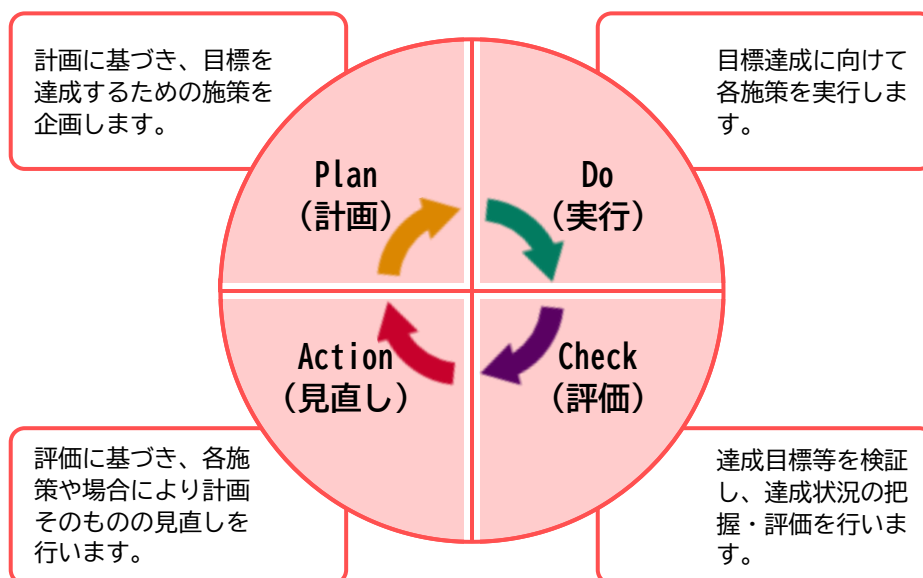 計画に基づき、目標を
達成するための施策を
企画します。
目標達成に向けて
各施策を実行しま
す。
Plan
（計画）
Do
（実行）
Action
（見直し）
Check
（評価）
評価に基づき、各施
策や場合により計画
そのものの見直しを
行います。
達成目標等を検証
し、達成状況の把
握・評価を行いま
す。